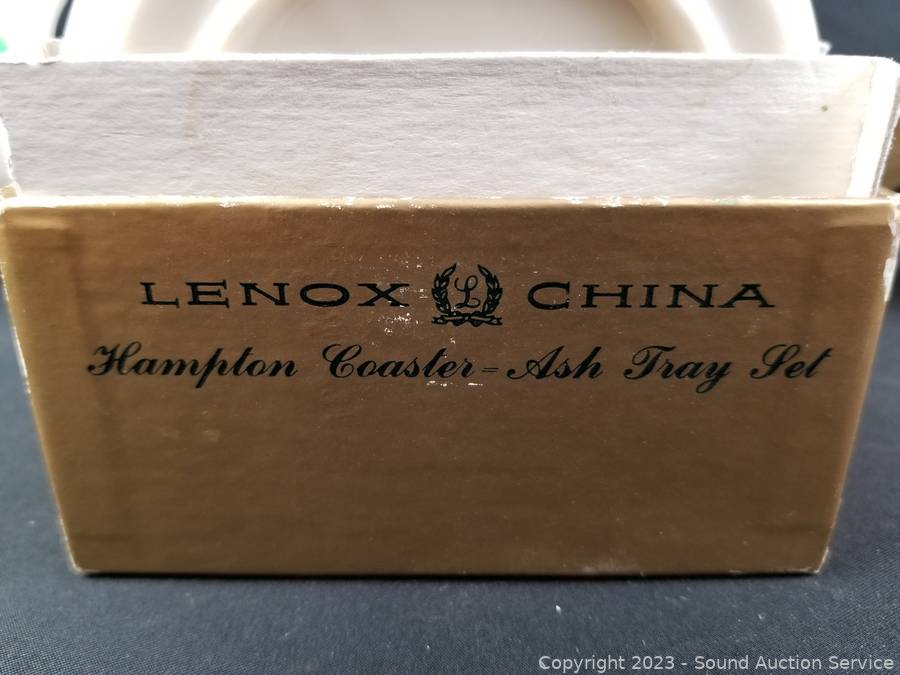 LENOX L CHINA
Hampton Coaster = Ash Tray Set
Copyright 2023 - Sound Auction Service